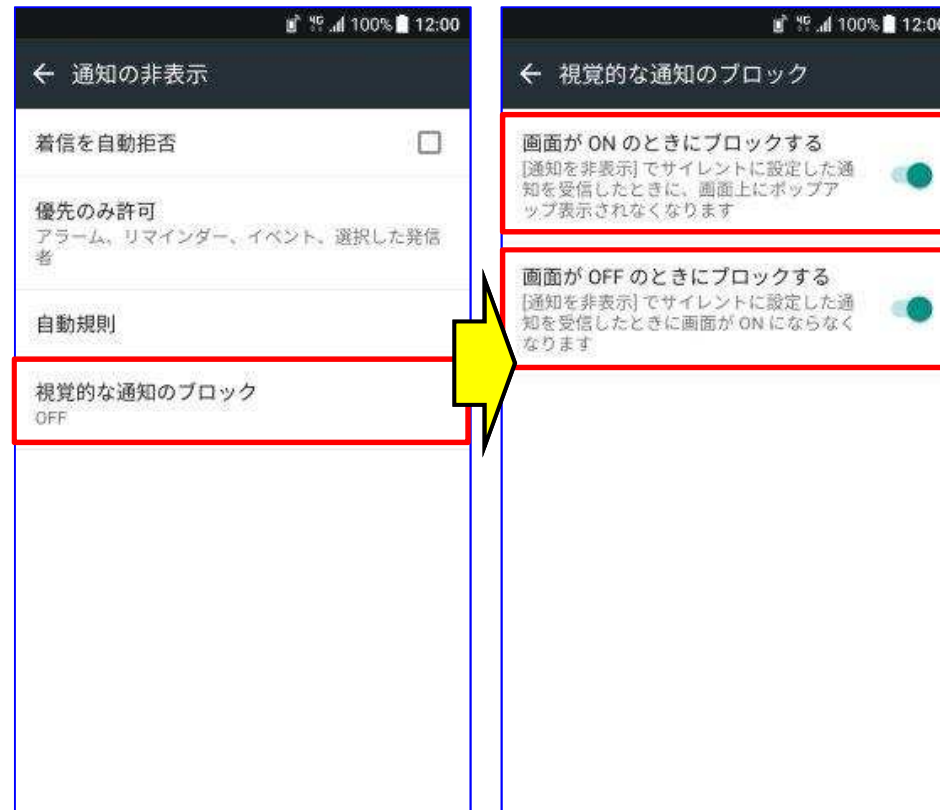 4G 100% 12:00
← 通知の非表示
着信を自動拒否
優先のみ許可
アラーム、リマインダー、イベント、選択した発信
者
自動規則
視覚的な通知のブロック
OFF
4G 100% 12:00
← 視覚的な通知のブロック
画面が ON のときにブロックする
[通知を非表示] でサイレントに設定した通
知を受信したときに、画面上にポップア
ップ表示されなくなります
画面が OFF のときにブロックする
[通知を非表示] でサイレントに設定した通
知を受信したときに画面が ON にならなく
なります